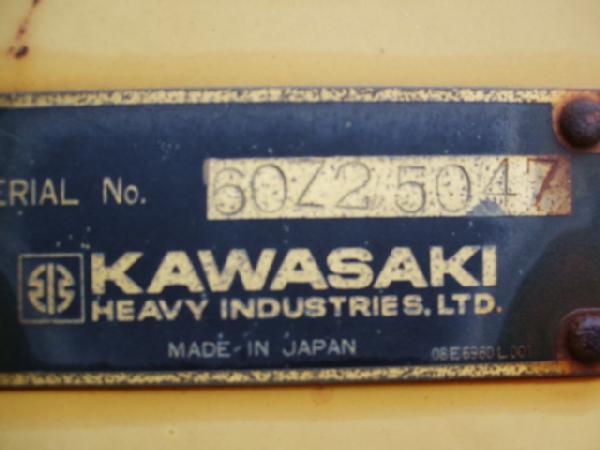 ERIAL No. 60Z2 5047
KAWASAKI
HEAVY INDUSTRIES, LTD.
MADE IN JAPAN